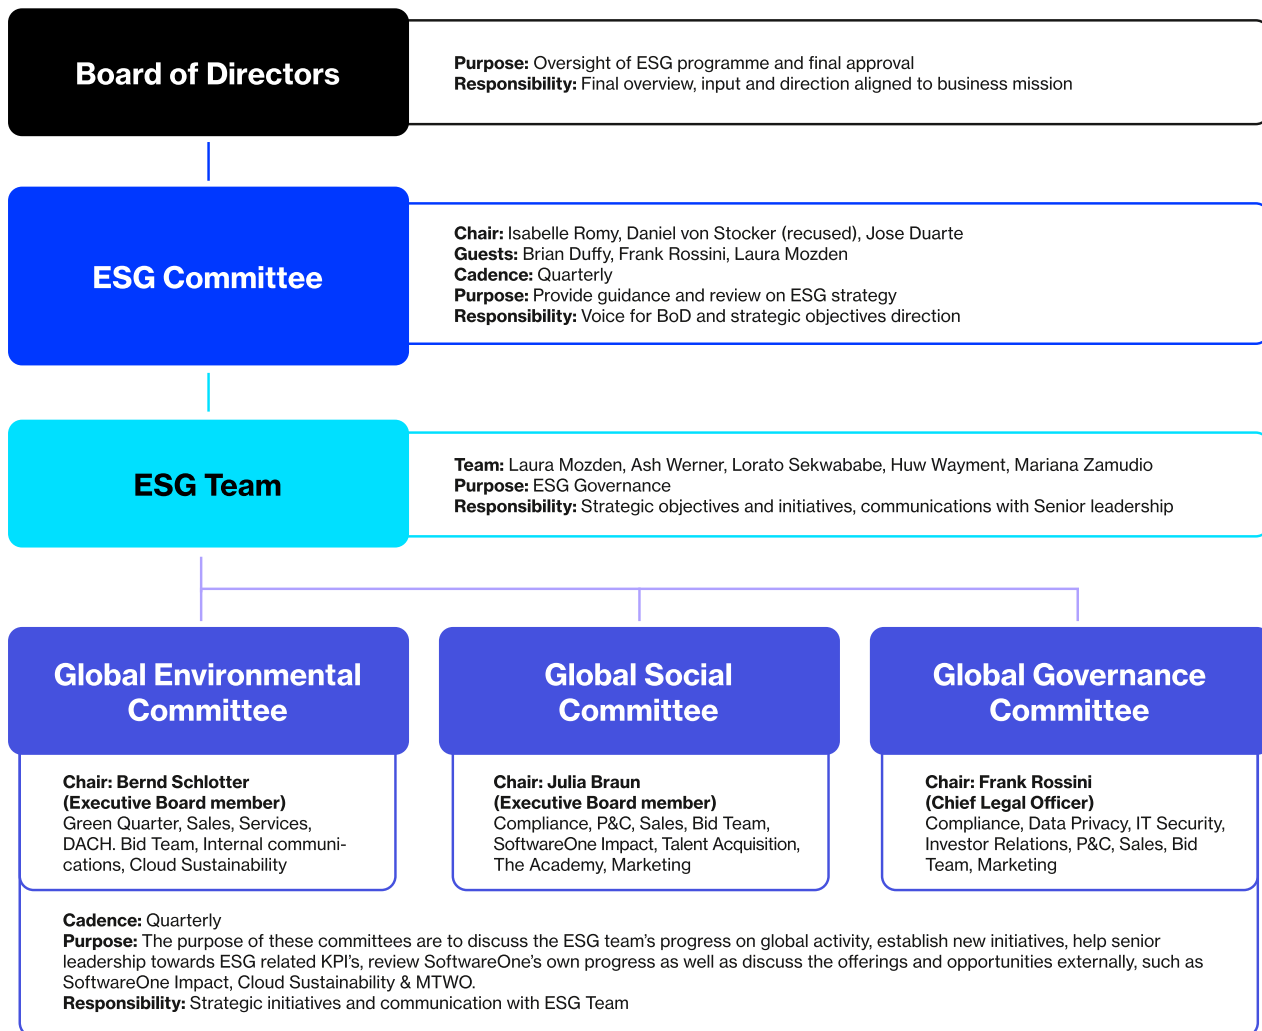 Board of Directors
Purpose: Oversight of ESG programme and final approval
Responsibility: Final overview, input and direction aligned to business mission
ESG Committee
Chair: Isabelle Romy, Daniel von Stocker (recused), Jose Duarte
Guests: Brian Duffy, Frank Rossini, Laura Mozden
Cadence: Quarterly
Purpose: Provide guidance and review on ESG strategy
Responsibility: Voice for BoD and strategic objectives direction
ESG Team
Team: Laura Mozden, Ash Werner, Lorato Sekwababe, Huw Wayment, Mariana Zamudio
Purpose: ESG Governance
Responsibility: Strategic objectives and initiatives, communications with Senior leadership
Global Environmental
Committee
Chair: Bernd Schlotter
(Executive Board member)
Green Quarter, Sales, Services,
DACH. Bid Team, Internal communi-
cations, Cloud Sustainability
Global Social
Committee
Chair: Julia Braun
(Executive Board member)
Compliance, P&C, Sales, Bid Team,
SoftwareOne Impact, Talent Acquisition,
The Academy, Marketing
Global Governance
Committee
Chair: Frank Rossini
(Chief Legal Officer)
Compliance, Data Privacy, IT Security,
Investor Relations, P&C, Sales, Bid
Team, Marketing
Cadence: Quarterly
Purpose: The purpose of these committees are to discuss the ESG team's progress on global activity, establish new initiatives, help senior
leadership towards ESG related KPI's, review SoftwareOne's own progress as well as discuss the offerings and opportunities externally, such as
SoftwareOne Impact, Cloud Sustainability & MTWO.
Responsibility: Strategic initiatives and communication with ESG Team